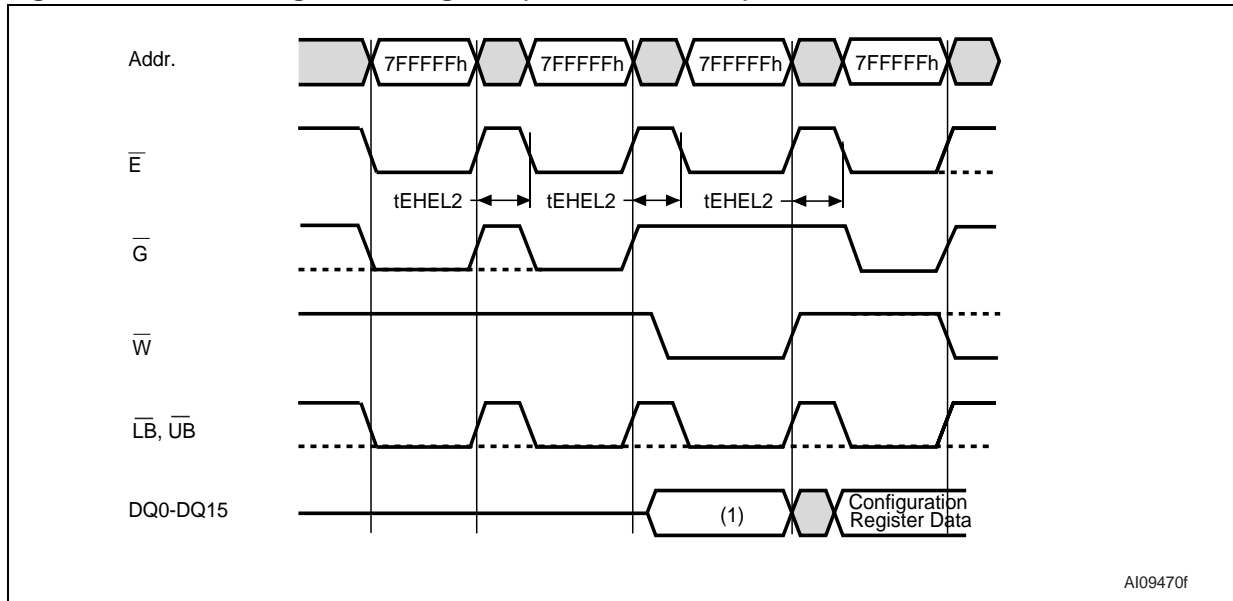 Addr.
7FFFFFh 7FFFFFh 7FFFFFh 7FFFFFh
E
tEHEL2 tEHEL2 tEHEL2
G
W
LB, UB
DQ0-DQ15
(1)
Configuration
Register Data
AI09470f